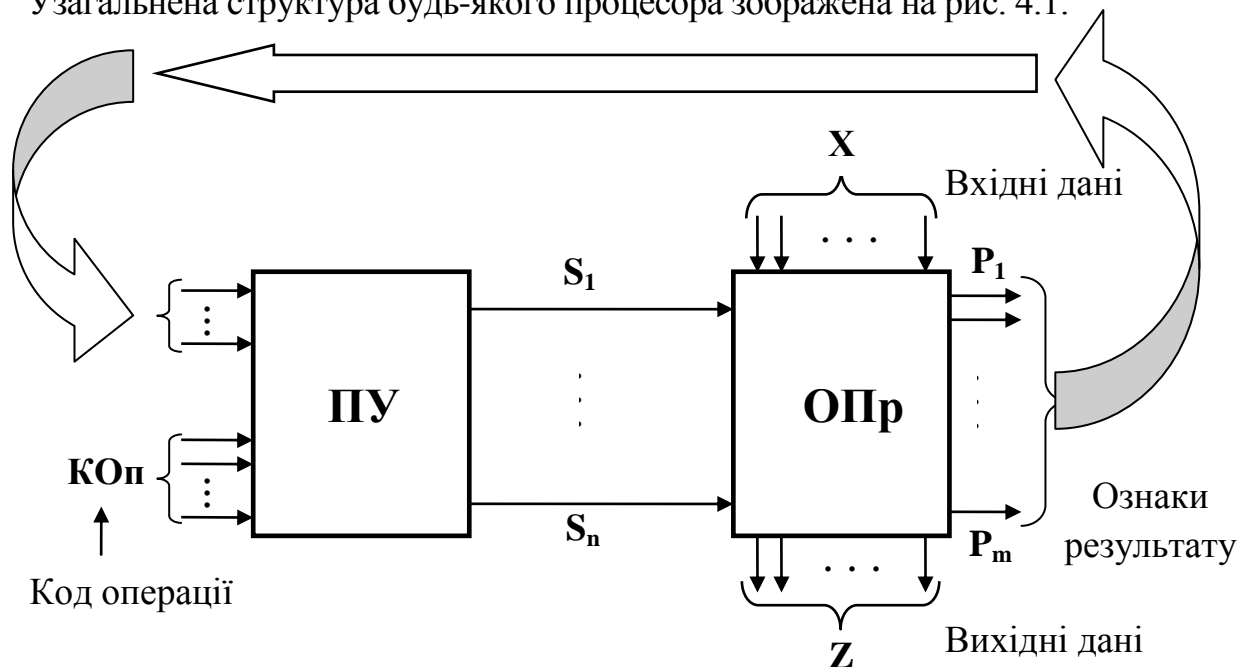 Узагальнена структура будь-якого процесора зображена на рис. 4.1.
X
Вхідні дані
S1
P1
ПУ
ОПр
КОп
Sn
Pm
Ознаки
результату
Код операції
Z
Вихідні дані